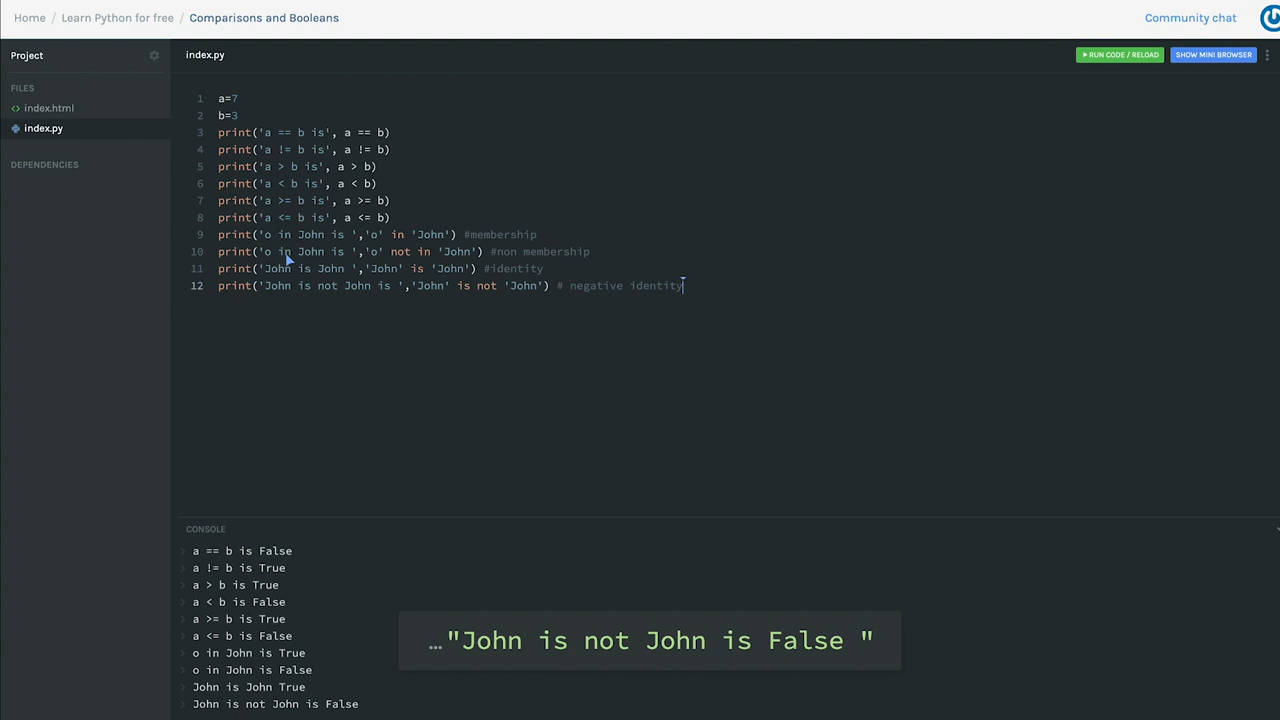 Home / Learn Python for free / Comparisons and Booleans
Community chat
Project
index.py
RUN CODE / RELOAD
SHOW MINI BROWSER
FILES
index.html
index.py
DEPENDENCIES
1 a=7
2 b=3
3 print('a == b is', a == b)
4 print('a != b is', a != b)
5 print('a > b is', a > b)
6 print('a < b is', a < b)
7 print('a >= b is', a >= b)
8 print('a <= b is', a <= b)
9 print('o in John is ','o' in 'John') #membership
10 print('o in John is ','o' not in 'John') #non membership
11 print('John is John ','John' is 'John') #identity
12 print('John is not John is ','John' is not 'John') # negative identity
CONSOLE
a == b is False
a != b is True
a > b is True
a < b is False
a >= b is True
a <= b is False
o in John is True
o in John is False
John is John True
John is not John is False
…"John is not John is False "